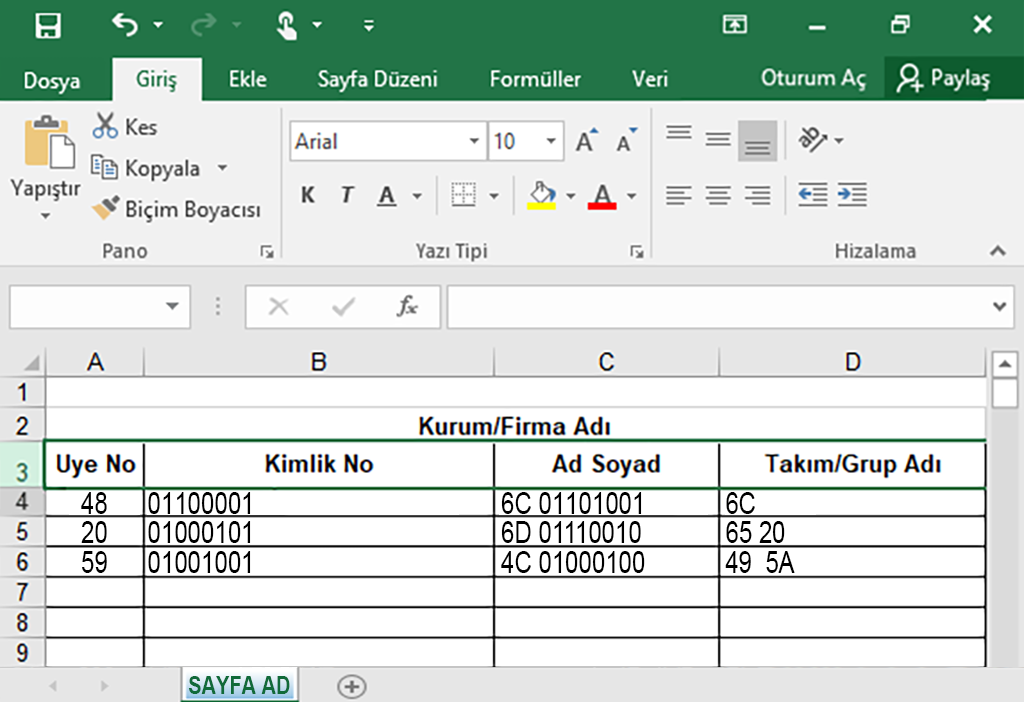 Dosya Giriş Ekle Sayfa Düzeni Formüller Veri Oturum Aç Paylaş
Yapıştır
Kes
Kopyala
Biçim Boyacısı
Pano
Arial 10 A A
K T A A
Yazı Tipi
ab
Hizalama
fx
A B C D
1
2 Kurum/Firma Adı
3 Uye No Kimlik No Ad Soyad Takım/Grup Adı
4 48 01100001 6C 01101001 6C
5 20 01000101 6D 01110010 65 20
6 59 01001001 4C 01000100 49 5A
7
8
9
SAYFA AD